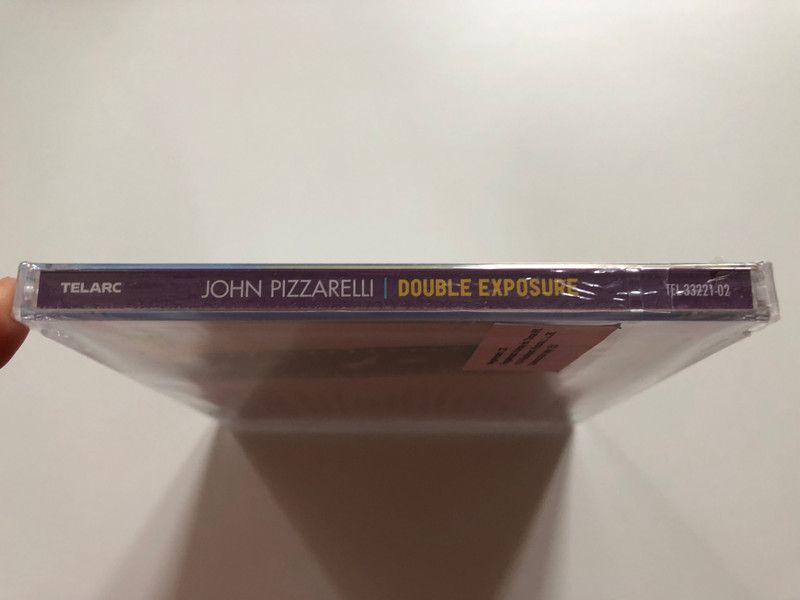 TELARC JOHN PIZZARELLI | DOUBLE EXPOSURE TEL-33221-02